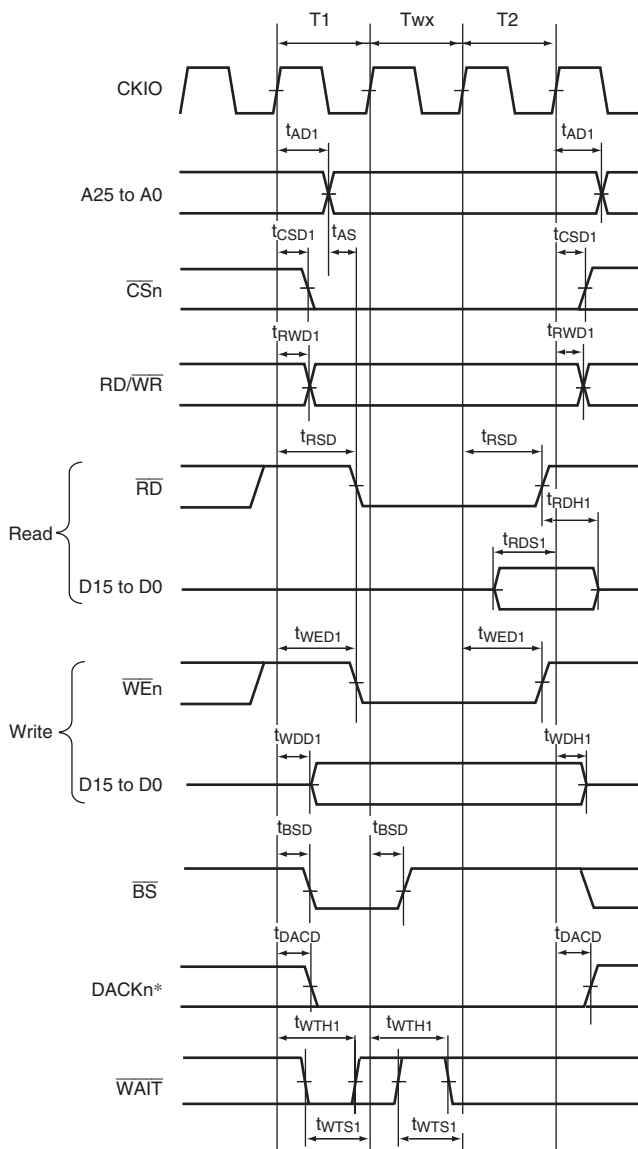 T1 Twx T2
CKIO
tAD1 tAD1
A25 to A0
tCSD1 tAS tCSD1
CSn
tRWD1 tRWD1
RD/WR
tRSD tRSD
RD
tRDH1
Read
tRDS1
D15 to D0
tWED1 tWED1
WEn
Write
tWDD1 tWDH1
D15 to D0
tBSD tBSD
BS
tDACD tDACD
DACKn*
tWTH1 tWTH1
WAIT
tWTS1 tWTS1